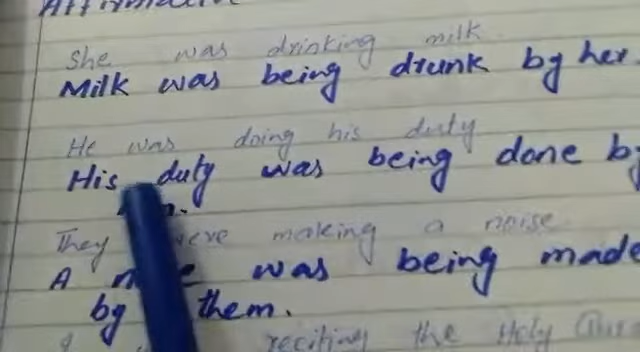 Affirmative
She was drinking milk
Milk was being drunk by her.
He was doing his duty
His duty was being done
They were making a noise.
A was being made
by them.
reciting the Holy